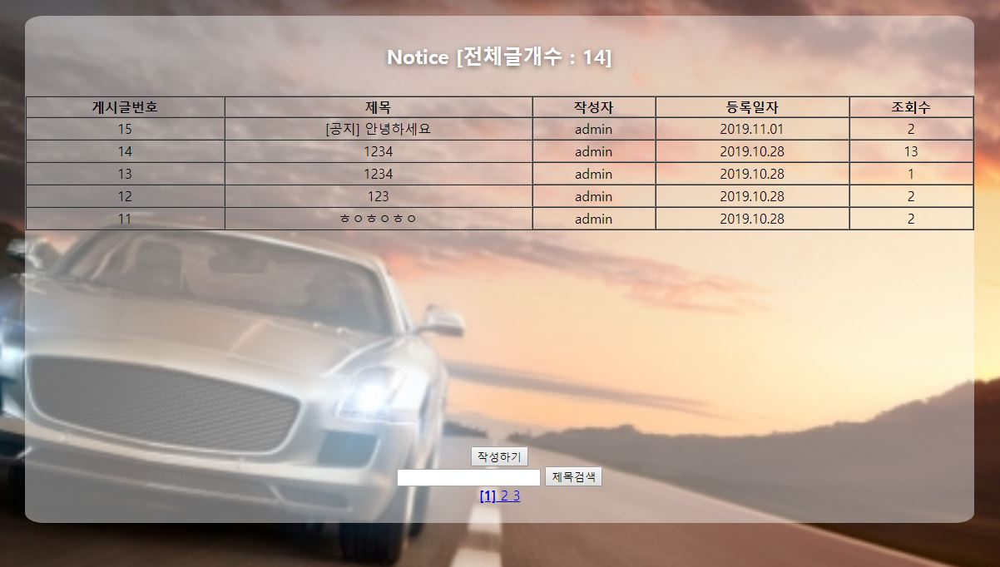 Notice [전체글개수 : 14]
게시글번호 제목 작성자 등록일자 조회수
15 [공지] 안녕하세요 admin 2019.11.01 2
14 1234 admin 2019.10.28 13
13 1234 admin 2019.10.28 1
12 123 admin 2019.10.28 2
11 ㅎㅇㅎㅇㅎㅇ admin 2019.10.28 2
작성하기
제목검색
[1] 2 3